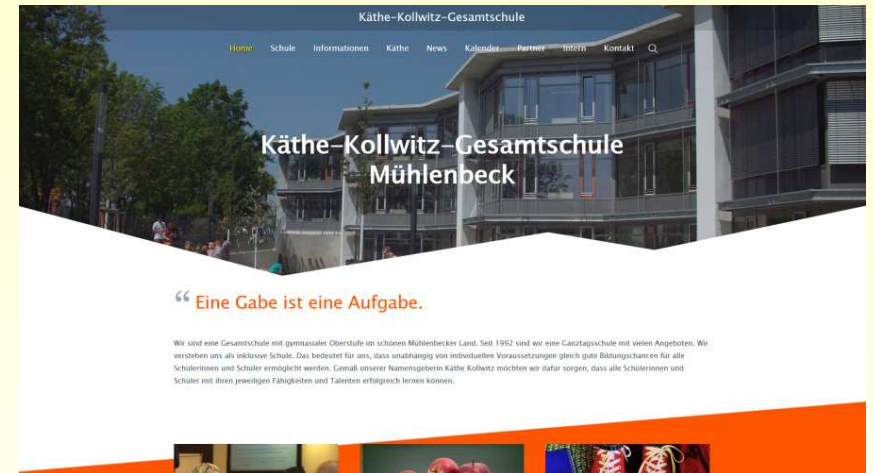 Käthe-Kollwitz-Gesamtschule
Home Schule Informationen Käthe News Kalender Partner Intern Kontakt
Käthe-Kollwitz-Gesamtschule
Mühlenbeck
“ Eine Gabe ist eine Aufgabe.
Wir sind eine Gesamtschule mit gymnasialer Oberstufe im schönen Mühlenbecker Land. Seit 1992 sind wir eine Ganztagsschule mit vielen Angeboten. Wir
verstehen uns als inklusive Schule. Das bedeutet für uns, dass unabhängig von individuellen Voraussetzungen gleich gute Bildungschancen für alle
Schülerinnen und Schüler ermöglicht werden. Gemäß unserer Namensgeberin Käthe Kollwitz möchten wir dafür sorgen, dass alle Schülerinnen und
Schüler mit ihren jeweiligen Fähigkeiten und Talenten erfolgreich lernen können.